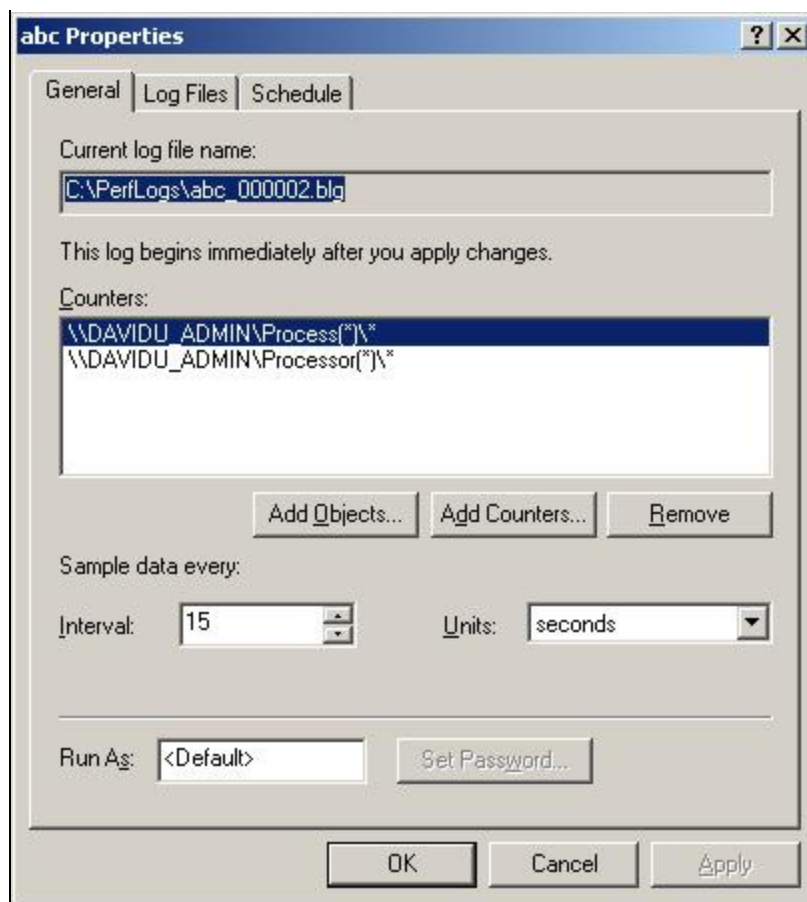 abc Properties
General Log Files Schedule
Current log file name:
C:\PerfLogs\abc_000002.blg
This log begins immediately after you apply changes.
Counters:
\\DAVIDU_ADMIN\Process(*)\*
\\DAVIDU_ADMIN\Processor(*)\*
Add Objects... Add Counters... Remove
Sample data every:
Interval: 15 Units: seconds
Run As: <Default> Set Password...
OK Cancel Apply